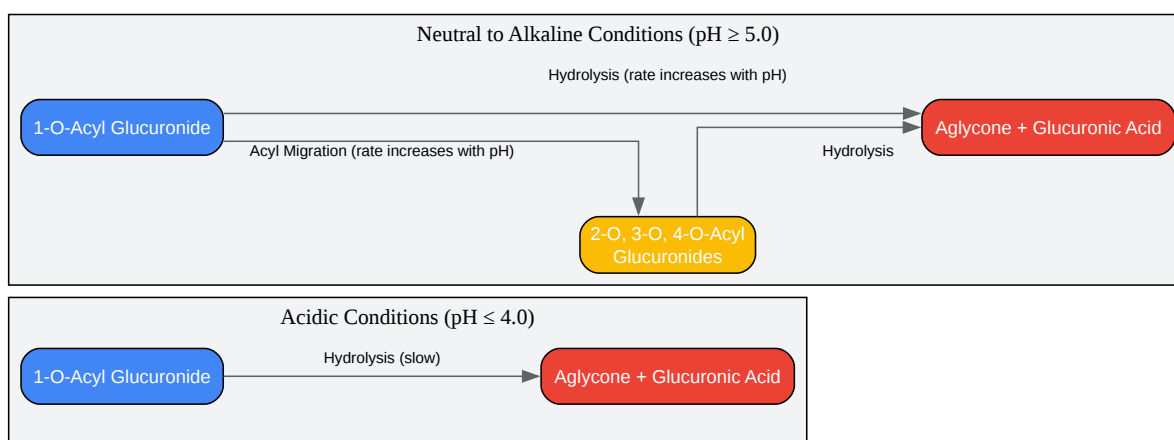 Neutral to Alkaline Conditions (pH ≥ 5.0)
Hydrolysis (rate increases with pH)
1-O-Acyl Glucuronide
Aglycone + Glucuronic Acid
Acyl Migration (rate increases with pH)
Hydrolysis
2-O, 3-O, 4-O-Acyl
Glucuronides
Acidic Conditions (pH ≤ 4.0)
Hydrolysis (slow)
1-O-Acyl Glucuronide
Aglycone + Glucuronic Acid